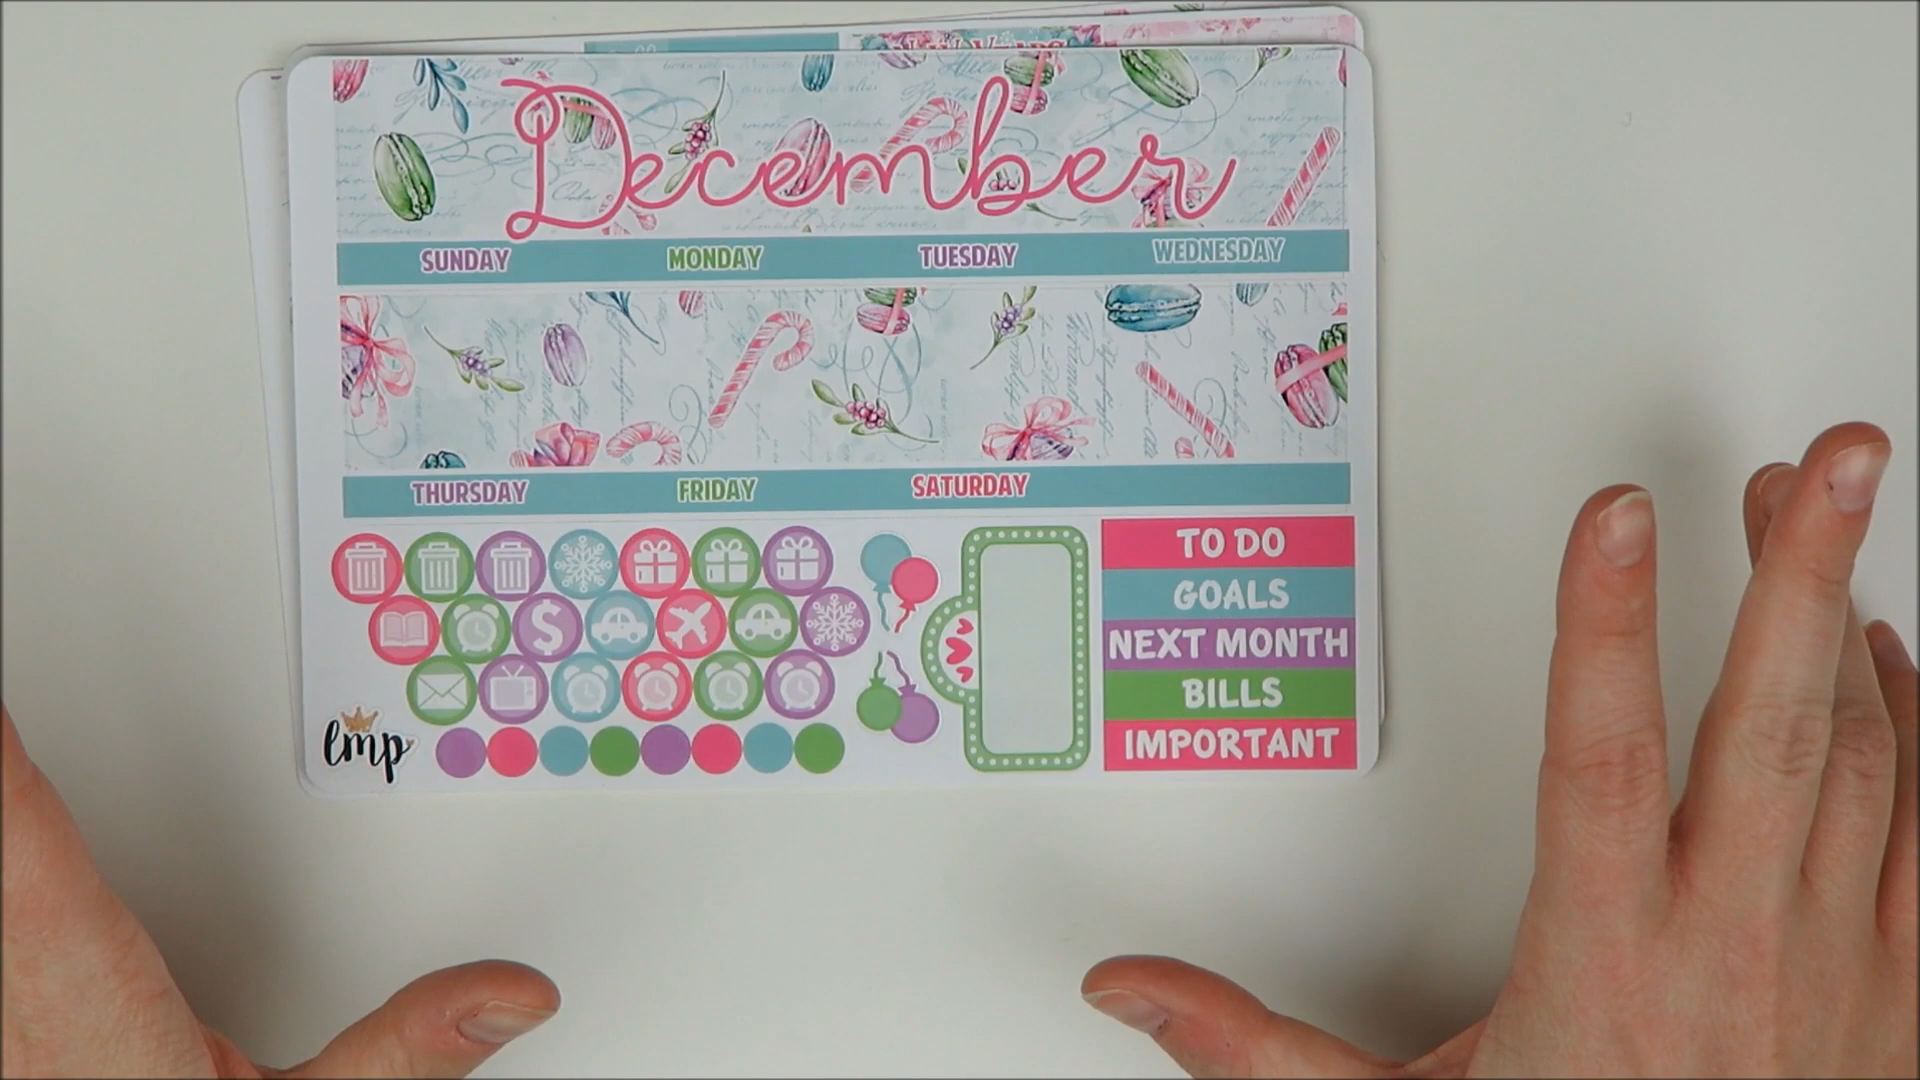 December
SUNDAY MONDAY TUESDAY WEDNESDAY
THURSDAY FRIDAY SATURDAY
TO DO
GOALS
NEXT MONTH
BILLS
IMPORTANT
$
lmp